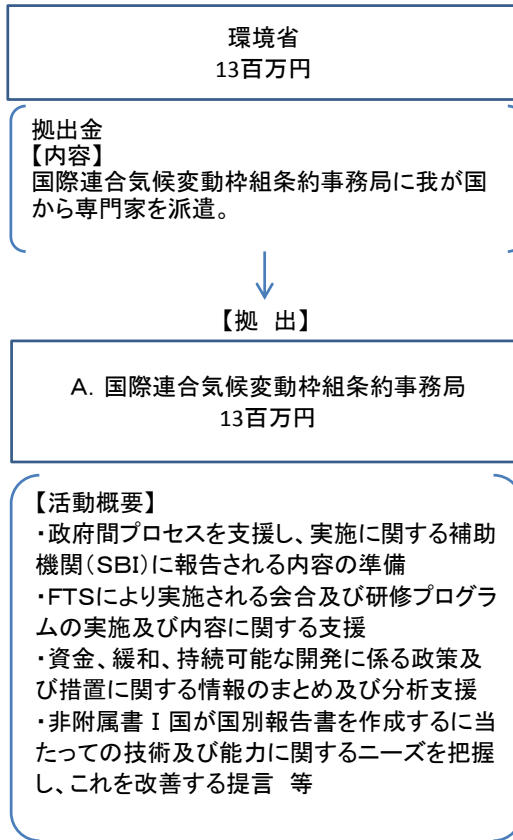 環境省
13百万円
拠出金
【内容】
国際連合気候変動枠組条約事務局に我が国
から専門家を派遣。
【拠 出】
A. 国際連合気候変動枠組条約事務局
13百万円
【活動概要】
・政府間プロセスを支援し、実施に関する補助
機関(SBI)に報告される内容の準備
・FTSにより実施される会合及び研修プログラ
ムの実施及び内容に関する支援
・資金、緩和、持続可能な開発に係る政策及
び措置に関する情報のまとめ及び分析支援
・非附属書Ⅰ国が国別報告書を作成するに当
たっての技術及び能力に関するニーズを把握
し、これを改善する提言 等